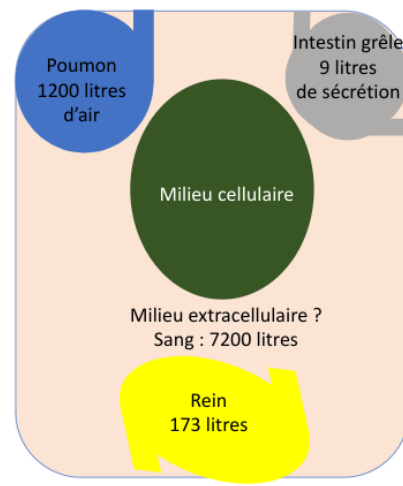 Poumon
1200 litres
d’air
Intestin grêle
9 litres
de sécrétion
Milieu cellulaire
Milieu extracellulaire ?
Sang : 7200 litres
Rein
173 litres